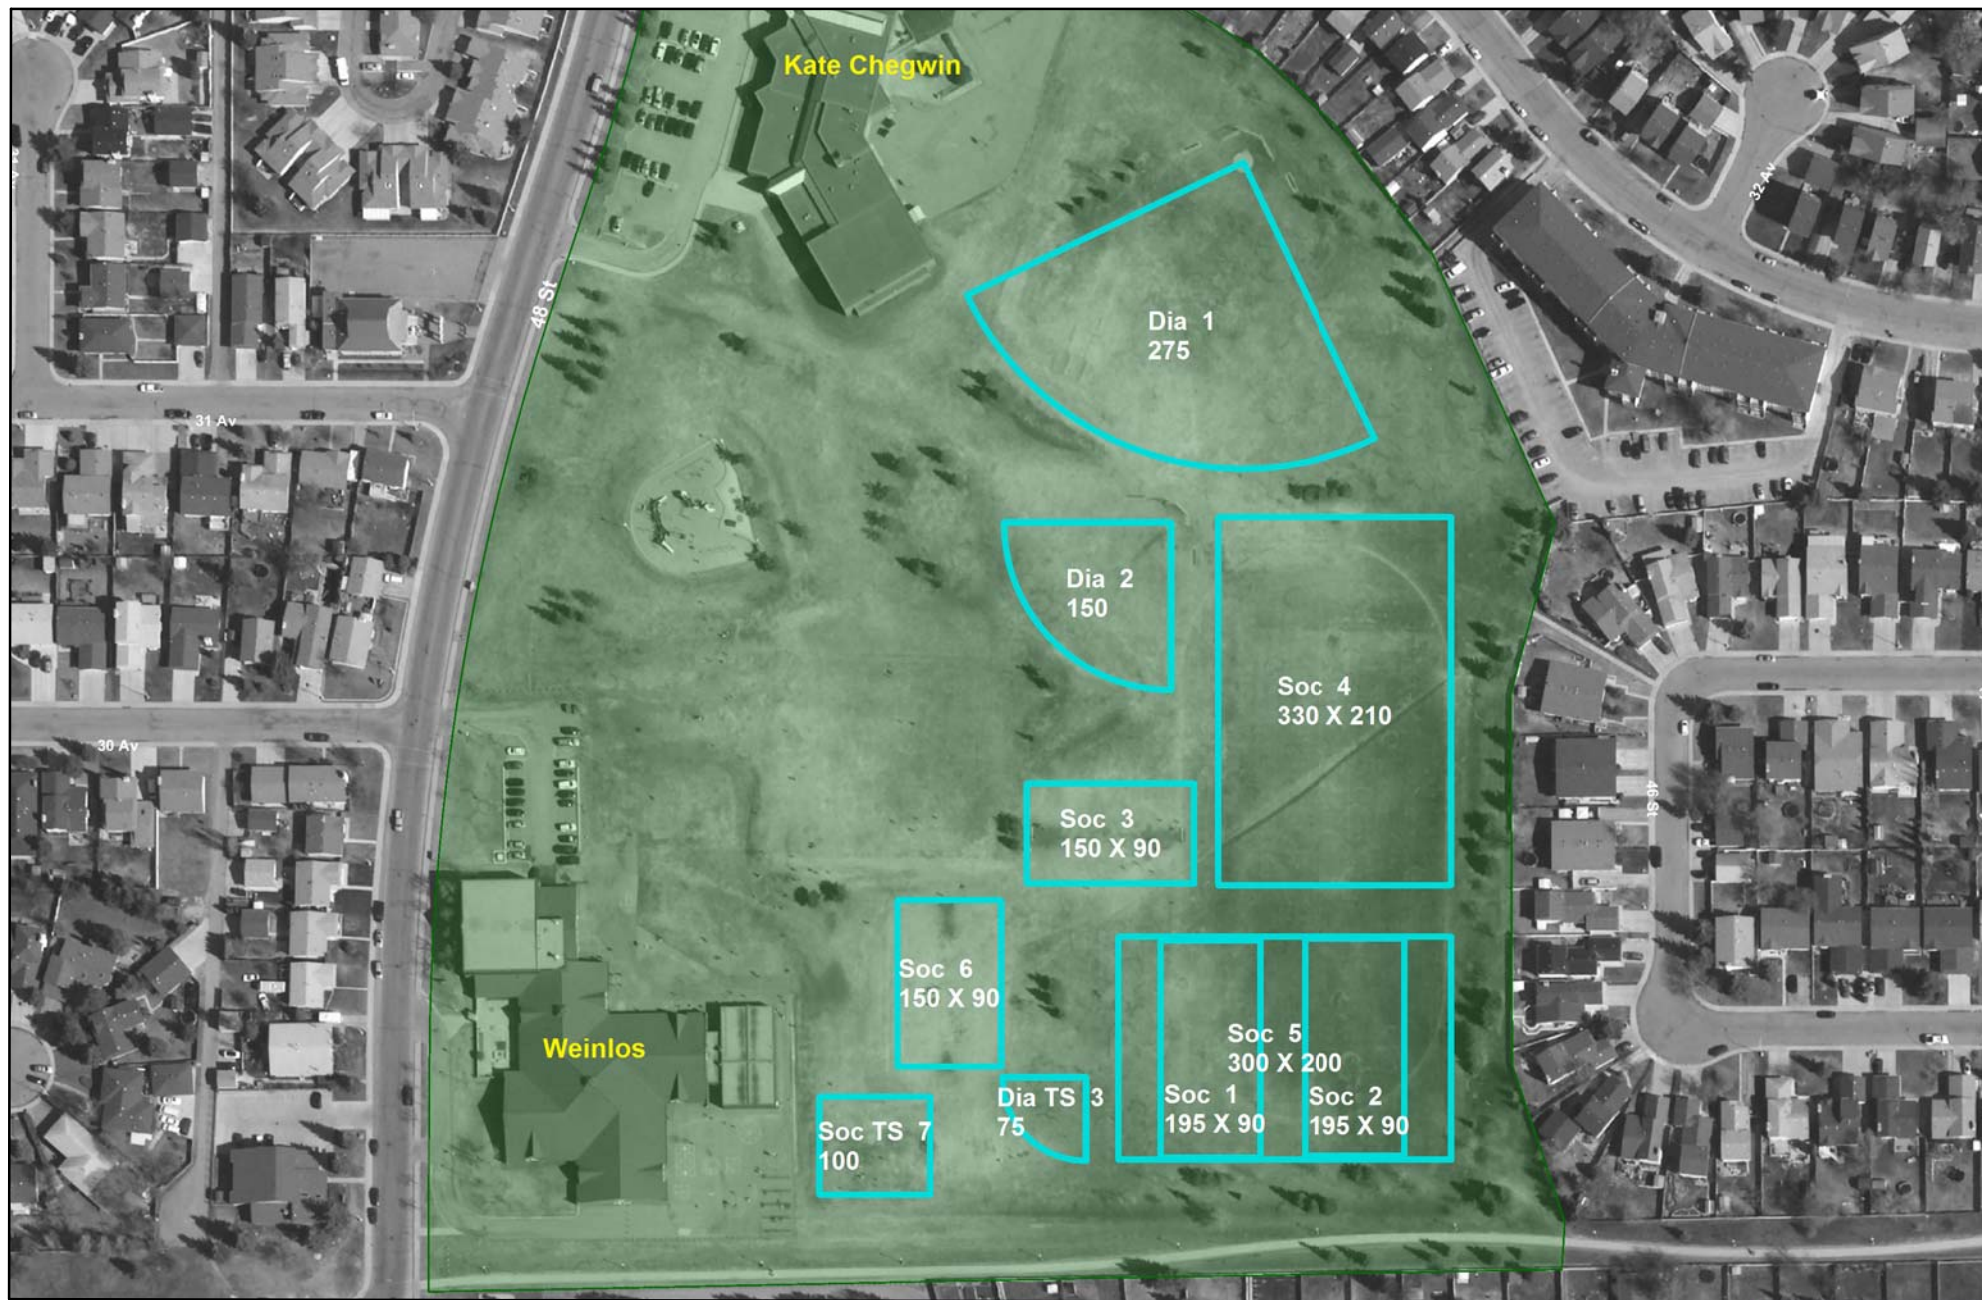 Kate Chegwin
32 Av
48 St
Dia 1
275
31 Av
Dia 2
150
Soc 4
330 X 210
30 Av
46 St
Soc 3
150 X 90
Soc 6
150 X 90
Soc 5
300 X 200
Weinlos
Dia TS 3
75
Soc 1
195 X 90
Soc 2
195 X 90
Soc TS 7
100